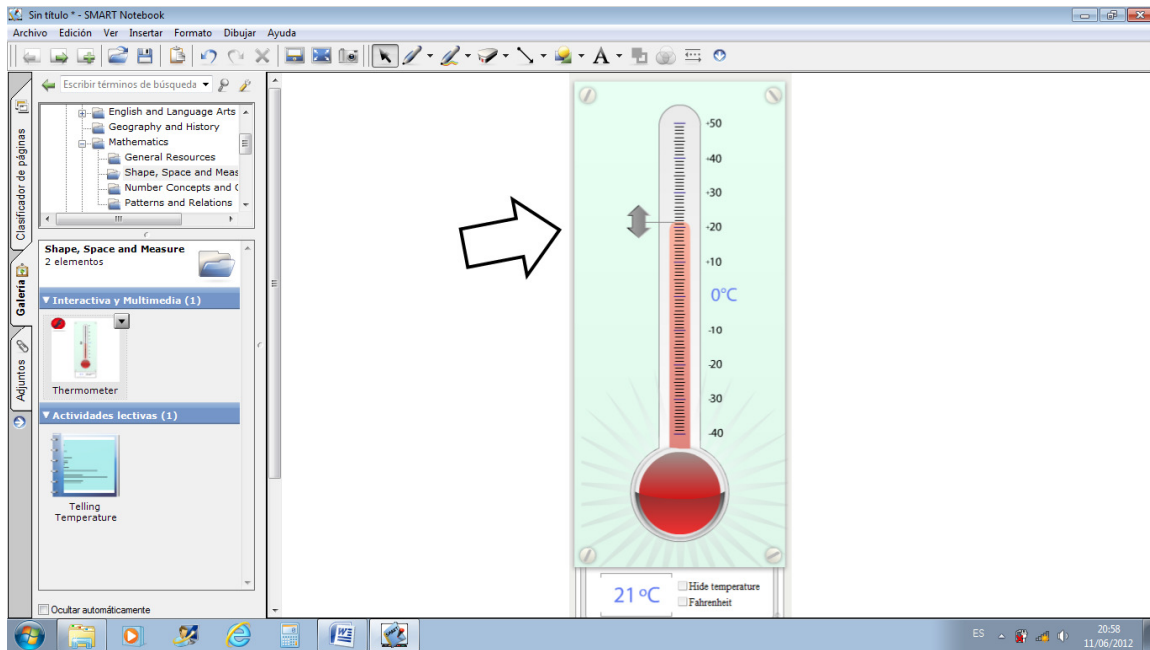 Sin título * - SMART Notebook
Archivo Edición Ver Insertar Formato Dibujar Ayuda
Escribir términos de búsqueda
English and Language Arts
Geography and History
Mathematics
General Resources
Shape, Space and Meas
Number Concepts and
Patterns and Relations
Clasificador de páginas
Galería
Adjuntos
Shape, Space and Measure
2 elementos
Interactiva y Multimedia (1)
Thermometer
Actividades lectivas (1)
Telling
Temperature
Ocultar automáticamente
+50
+40
+30
+20
+10
0°C
-10
-20
-30
-40
21 ºC
Hide temperature
Fahrenheit
ES
20:58
11/06/2012